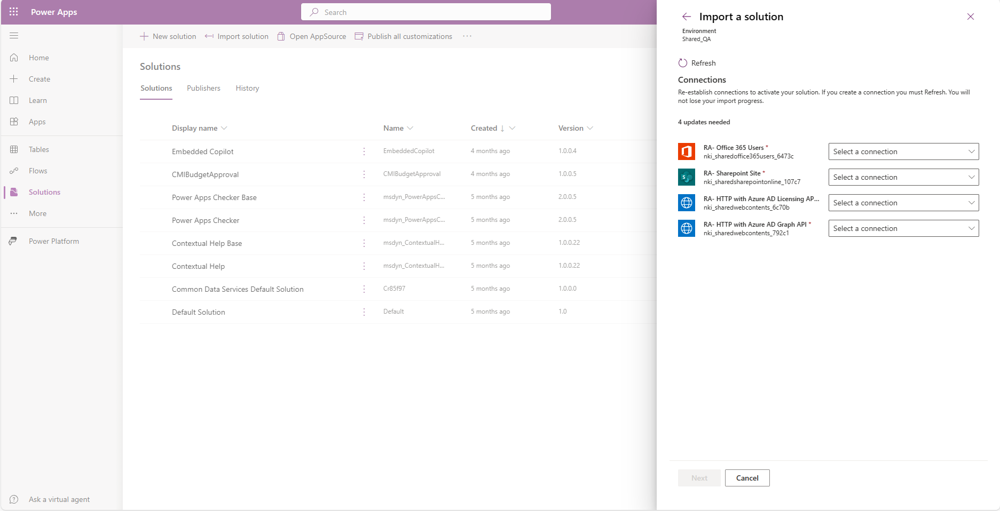 Power Apps
Search
Home
Create
Learn
Apps
Tables
Flows
Solutions
More
Power Platform
Ask a virtual agent
New solution
Import solution
Open AppSource
Publish all customizations
Solutions
Solutions Publishers History
Display name Name Created Version
Embedded Copilot EmbeddedCopilot 4 months ago 1.0.0.4
CMIBudgetApproval CMIBudgetApproval 4 months ago 1.0.0.5
Power Apps Checker Base msdyn_PowerAppsC... 5 months ago 2.0.0.5
Power Apps Checker msdyn_PowerAppsC... 5 months ago 2.0.0.5
Contextual Help Base msdyn_ContextualH... 5 months ago 1.0.0.22
Contextual Help msdyn_ContextualH... 5 months ago 1.0.0.22
Common Data Services Default Solution Cr85f97 5 months ago 1.0.0.0
Default Solution Default 5 months ago 1.0
Import a solution
Environment
Shared_QA
Refresh
Connections
Re-establish connections to activate your solution. If you create a connection you must Refresh. You will
not lose your import progress.
4 updates needed
RA- Office 365 Users *
nki_sharedoffice365users_6473c
Select a connection
RA- Sharepoint Site *
nki_sharedsharepointonline_107c7
Select a connection
RA- HTTP with Azure AD Licensing AP...
nki_sharedwebcontents_6c70b
Select a connection
RA- HTTP with Azure AD Graph API *
nki_sharedwebcontents_792c1
Select a connection
Next
Cancel